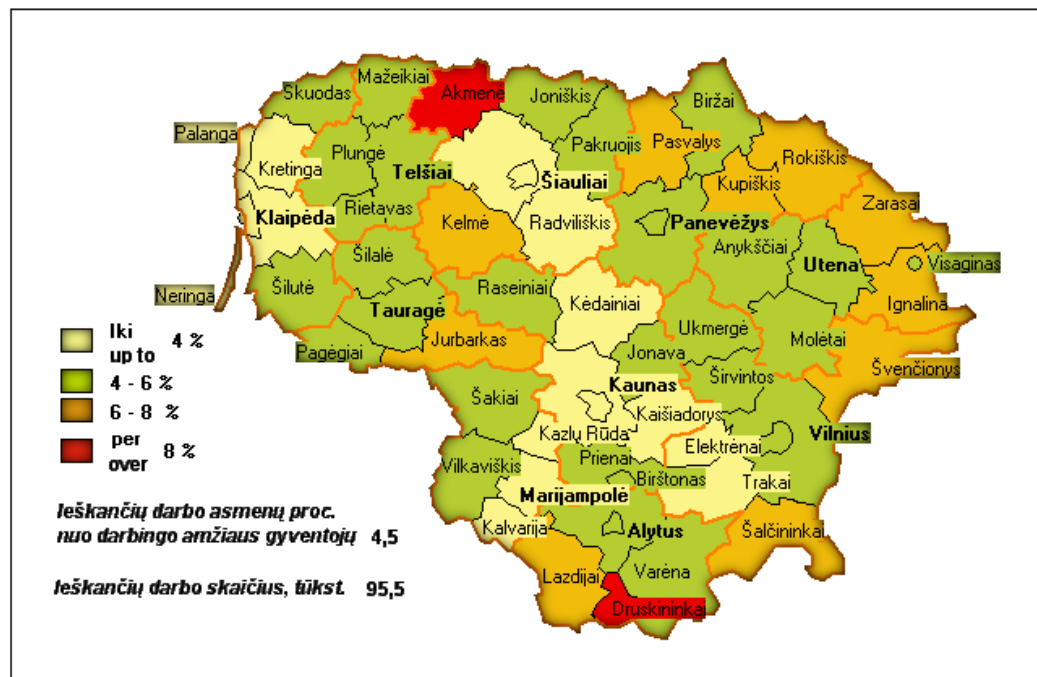 Mažeikiai
Skuodas
Akmenė
Joniškis
Biržai
Palanga
Plungė
Pakruojis
Pasvalys
Rokiškis
Kretinga
Telšiai
Šiauliai
Kupiškis
Zarasai
Klaipėda
Rietavas
Kelmė
Radviliškis
Panevėžys
Anykščiai
Šilalė
Utena
Visaginas
Neringa
Šilutė
Tauragė
Raseiniai
Kėdainiai
Ignalina
Ukmergė
Pagėgiai
Jurbarkas
Jonava
Molėtai
Švenčionys
Šakiai
Kaunas
Širvintos
Kaišiadorys
Kazlų Rūda
Elektrėnai
Vilnius
Vilkaviškis
Prienai
Birštonas
Trakai
Marijampolė
Kalvarija
Alytus
Šalčininkai
Lazdijai
Varėna
Druskininkai
Iki
up to 4 %
4 - 6 %
6 - 8 %
per
over 8 %
Ieškančių darbo asmenų proc.
nuo darbingo amžiaus gyventojų 4,5
Ieškančių darbo skaičius, tūkst. 95,5